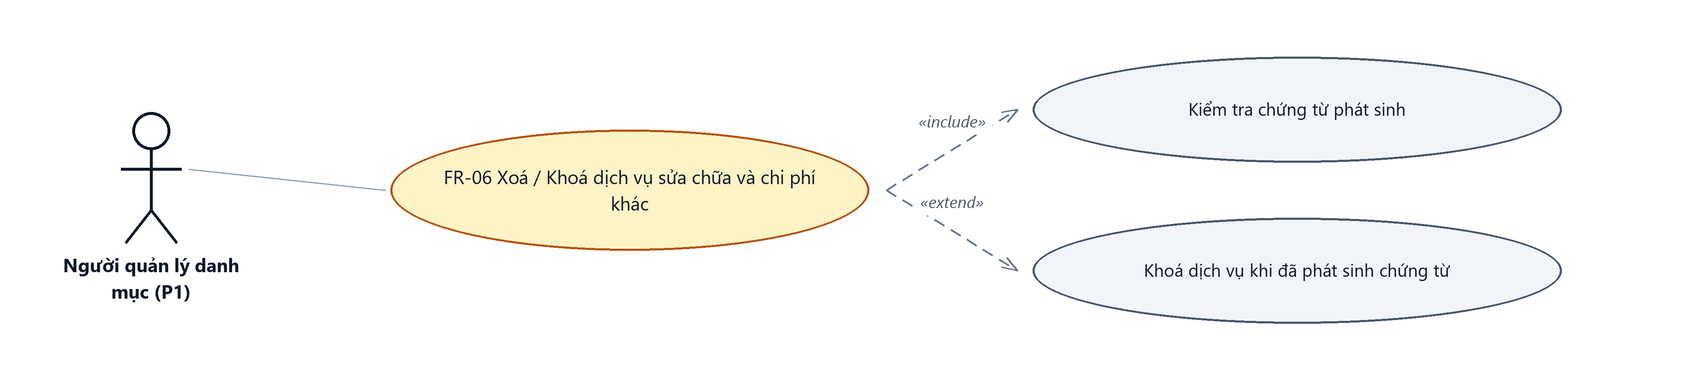 Người quản lý danh
mục (P1)
FR-06 Xoá / Khoá dịch vụ sửa chữa và chi phí
khác
«include»
«extend»
Kiểm tra chứng từ phát sinh
Khoá dịch vụ khi đã phát sinh chứng từ